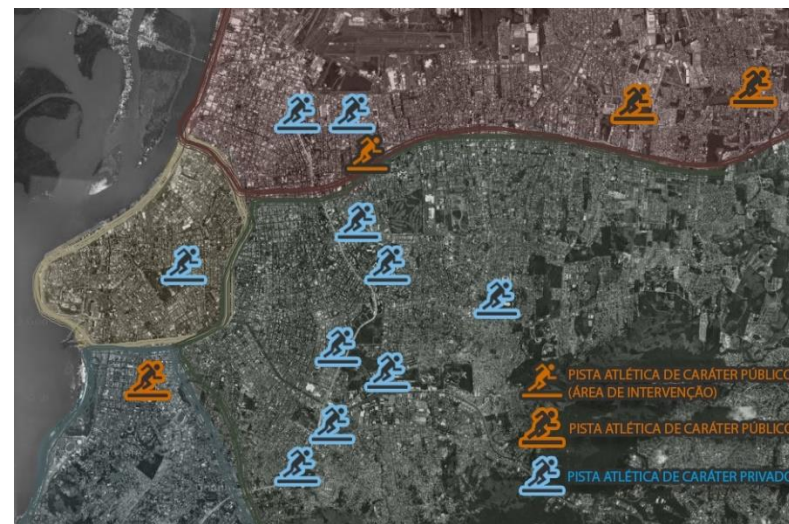 PISTA ATLÉTICA DE CARÁTER PÚBLICO
(ÁREA DE INTERVENÇÃO)
PISTA ATLÉTICA DE CARÁTER PÚBLICO
PISTA ATLÉTICA DE CARÁTER PRIVADO